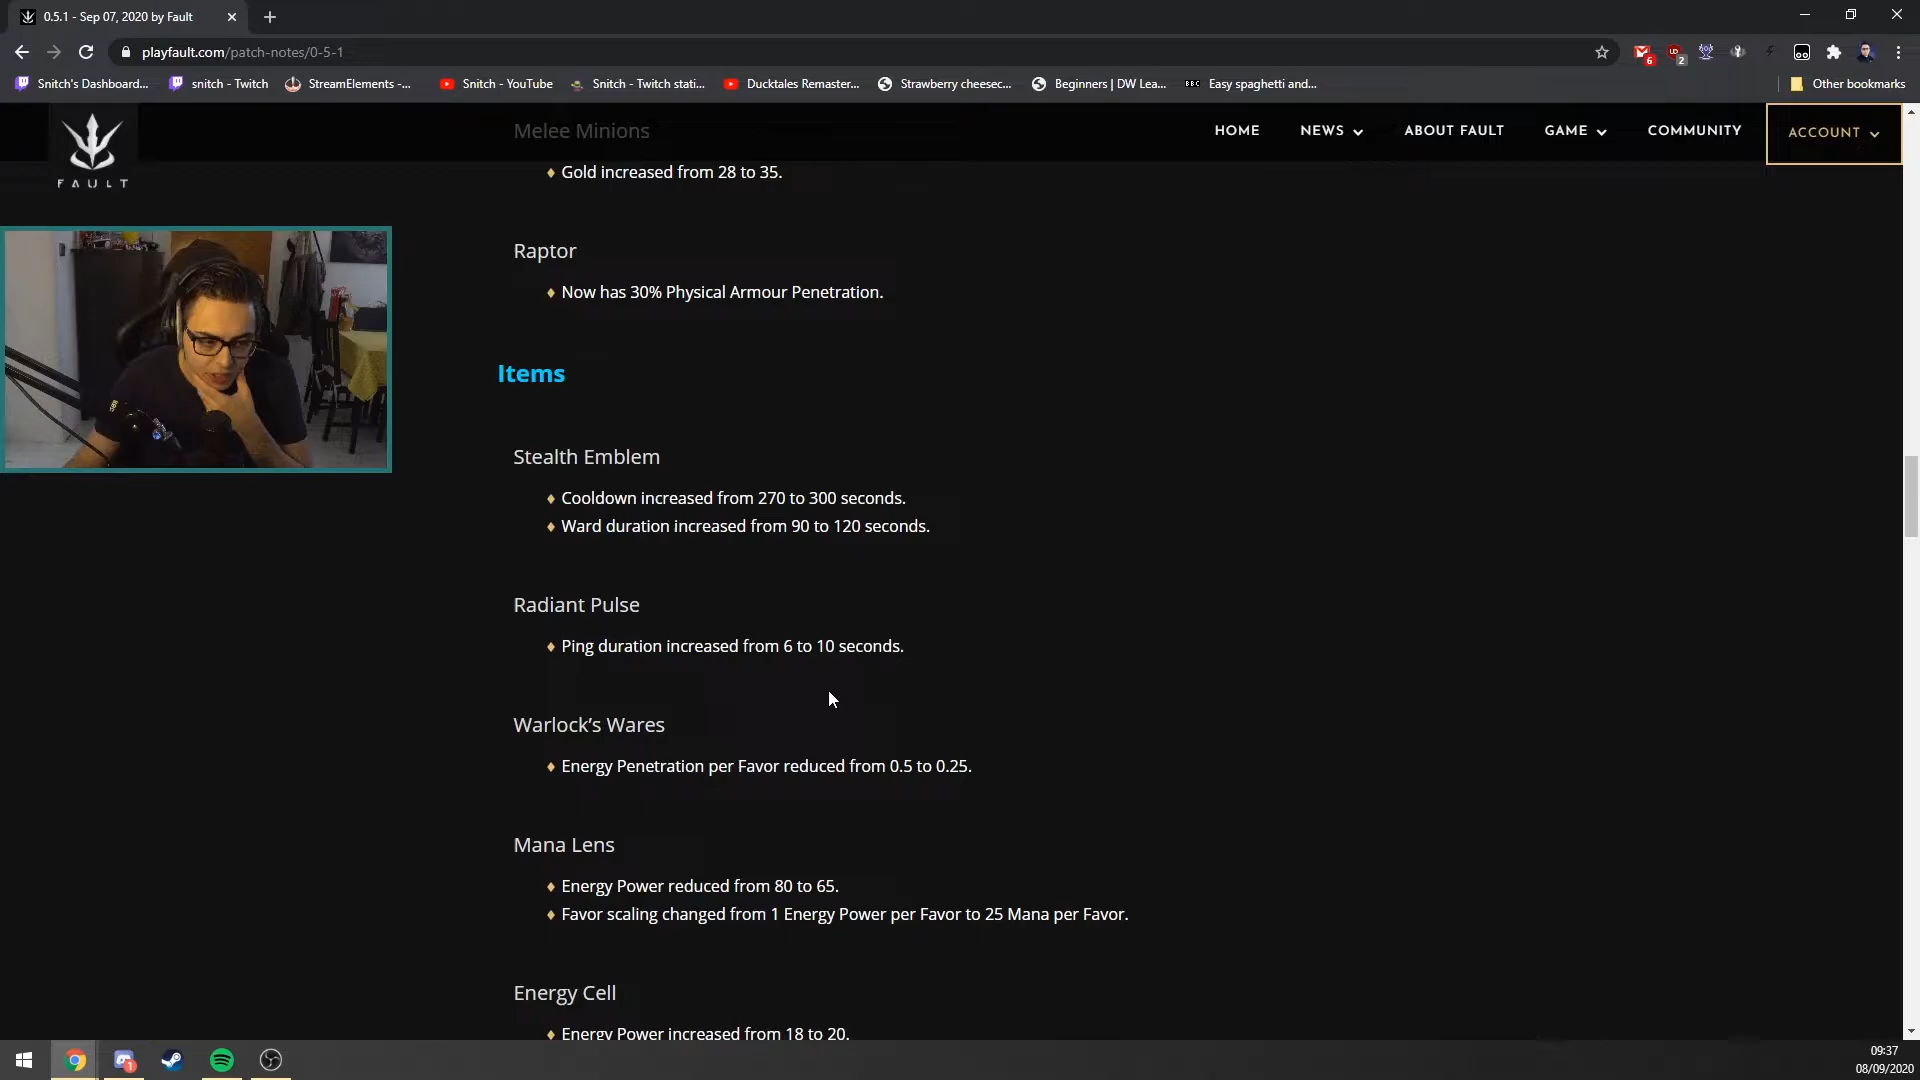 0.5.1 - Sep 07, 2020 by Fault
playfault.com/patch-notes/0-5-1
6
2
Snitch's Dashboard...
snitch - Twitch
StreamElements -...
Snitch - YouTube
Snitch - Twitch stati...
Ducktales Remaster...
Strawberry cheesec...
Beginners | DW Lea...
BBC
Easy spaghetti and...
Other bookmarks
FAULT
HOME
NEWS
ABOUT FAULT
GAME
COMMUNITY
ACCOUNT
Melee Minions
Gold increased from 28 to 35.
Raptor
Now has 30% Physical Armour Penetration.
Items
Stealth Emblem
Cooldown increased from 270 to 300 seconds.
Ward duration increased from 90 to 120 seconds.
Radiant Pulse
Ping duration increased from 6 to 10 seconds.
Warlock’s Wares
Energy Penetration per Favor reduced from 0.5 to 0.25.
Mana Lens
Energy Power reduced from 80 to 65.
Favor scaling changed from 1 Energy Power per Favor to 25 Mana per Favor.
Energy Cell
Energy Power increased from 18 to 20.
1
09:37
08/09/2020